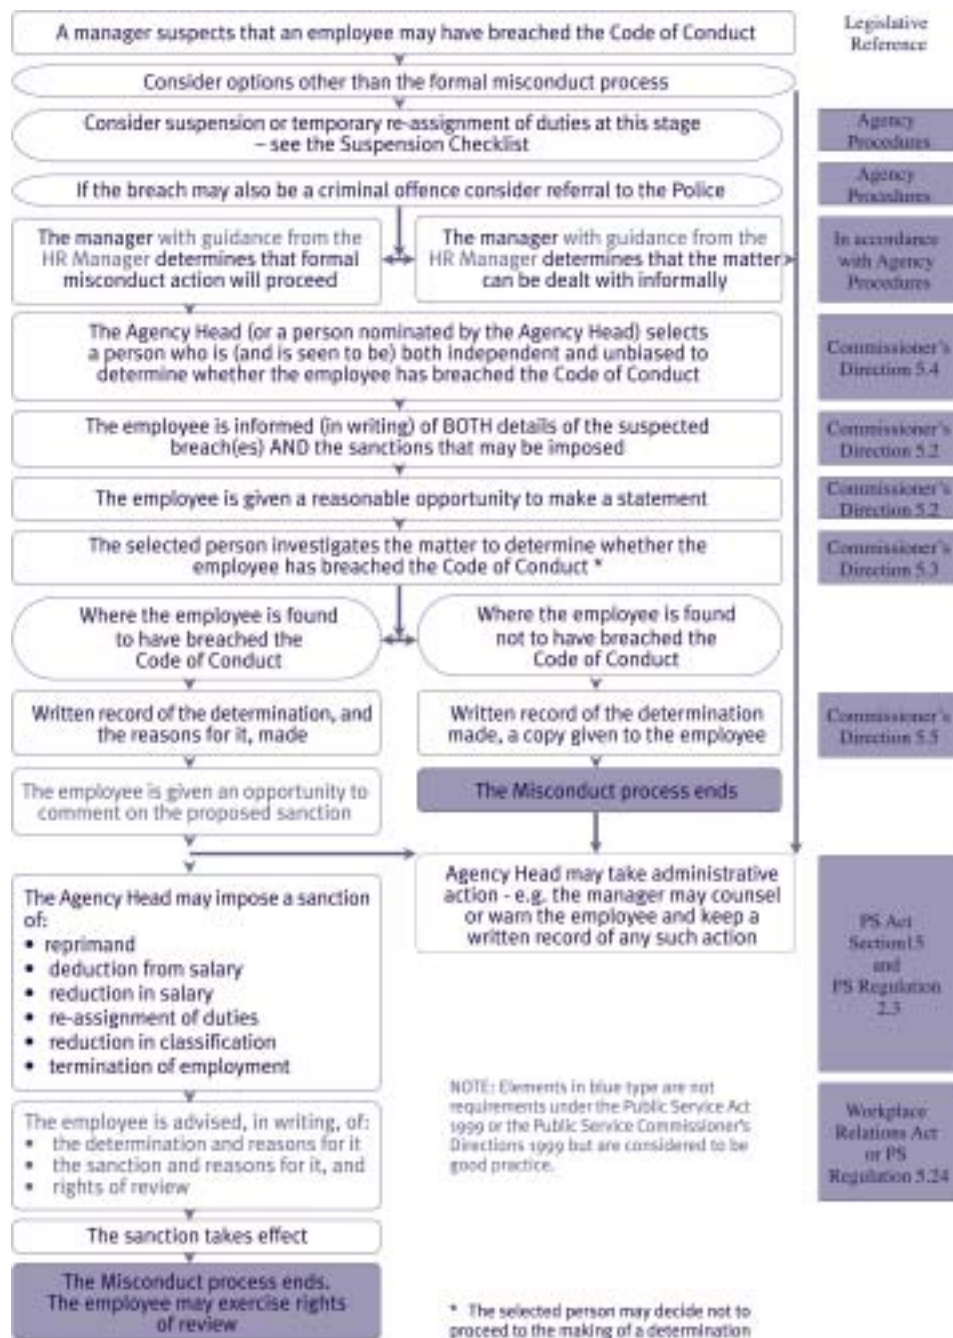 Legislative
Reference
A manager suspects that an employee may have breached the Code of Conduct
Consider options other than the formal misconduct process
Consider suspension or temporary re-assignment of duties at this stage
– see the Suspension Checklist
Agency
Procedures
If the breach may also be a criminal offence consider referral to the Police
Agency
Procedures
The manager with guidance from the
HR Manager determines that formal
misconduct action will proceed
The manager with guidance from the
HR Manager determines that the matter
can be dealt with informally
In accordance
with Agency
Procedures
The Agency Head (or a person nominated by the Agency Head) selects
a person who is (and is seen to be) both independent and unbiased to
determine whether the employee has breached the Code of Conduct
Commissioner's
Direction 5.4
The employee is informed (in writing) of BOTH details of the suspected
breach(es) AND the sanctions that may be imposed
Commissioner's
Direction 5.2
The employee is given a reasonable opportunity to make a statement
Commissioner's
Direction 5.2
The selected person investigates the matter to determine whether the
employee has breached the Code of Conduct *
Commissioner's
Direction 5.3
Where the employee is found
to have breached the
Code of Conduct
Where the employee is found
not to have breached the
Code of Conduct
Written record of the determination, and
the reasons for it, made
Written record of the determination
made, a copy given to the employee
Commissioner's
Direction 5.5
The employee is given an opportunity to
comment on the proposed sanction
The Misconduct process ends
The Agency Head may impose a sanction
of:
• reprimand
• deduction from salary
• reduction in salary
• re-assignment of duties
• reduction in classification
• termination of employment
Agency Head may take administrative
action - e.g. the manager may counsel
or warn the employee and keep a
written record of any such action
PS Act
Section15
and
PS Regulation
2.3
The employee is advised, in writing, of:
• the determination and reasons for it
• the sanction and reasons for it, and
• rights of review
NOTE: Elements in blue type are not
requirements under the Public Service Act
1999 or the Public Service Commissioner's
Directions 1999 but are considered to be
good practice.
Workplace
Relations Act
or PS
Regulation 5.24
The sanction takes effect
The Misconduct process ends.
The employee may exercise rights
of review
* The selected person may decide not to
proceed to the making of a determination